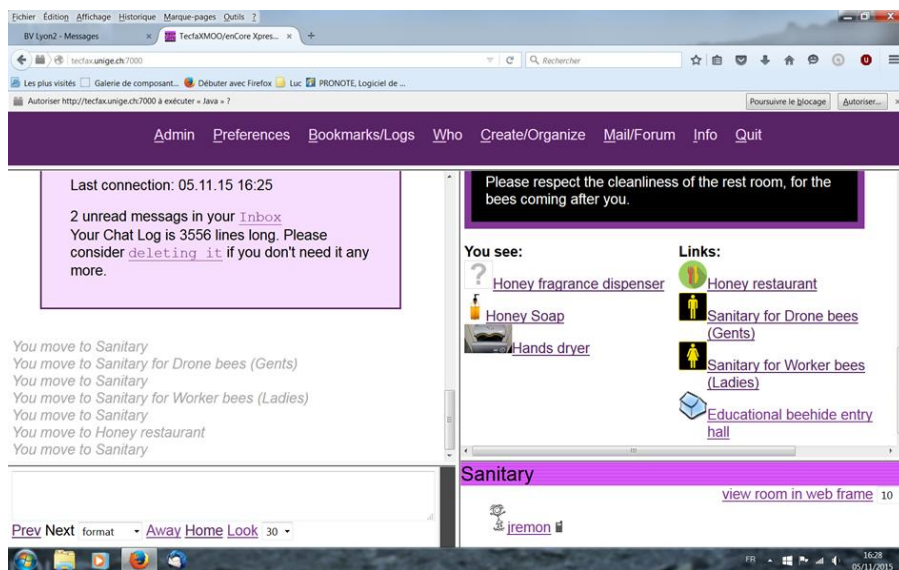 Fichier Édition Affichage Historique Marque-pages Outils ?
BV Lyon2 - Messages × TecfaXMOO/enCore Xpres... × +
tecfax.unige.ch:7000 Rechercher
Les plus visités Galerie de composant... Débuter avec Firefox Luc PRONOTE, Logiciel de ...
Autoriser http://tecfax.unige.ch:7000 à exécuter « Java » ? Poursuivre le blocage Autoriser...
Admin Preferences Bookmarks/Logs Who Create/Organize Mail/Forum Info Quit
Last connection: 05.11.15 16:25
2 unread messags in your Inbox
Your Chat Log is 3556 lines long. Please
consider deleting it if you don't need it any
more.
You move to Sanitary
You move to Sanitary for Drone bees (Gents)
You move to Sanitary
You move to Sanitary for Worker bees (Ladies)
You move to Sanitary
You move to Honey restaurant
You move to Sanitary
Prev Next format Away Home Look 30
Please respect the cleanliness of the rest room, for the
bees coming after you.
You see:
? Honey fragrance dispenser
Honey Soap
Hands dryer
Links:
Honey restaurant
Sanitary for Drone bees
(Gents)
Sanitary for Worker bees
(Ladies)
Educational beehide entry
hall
Sanitary
view room in web frame 10
jremon
FR 16:28
05/11/2015